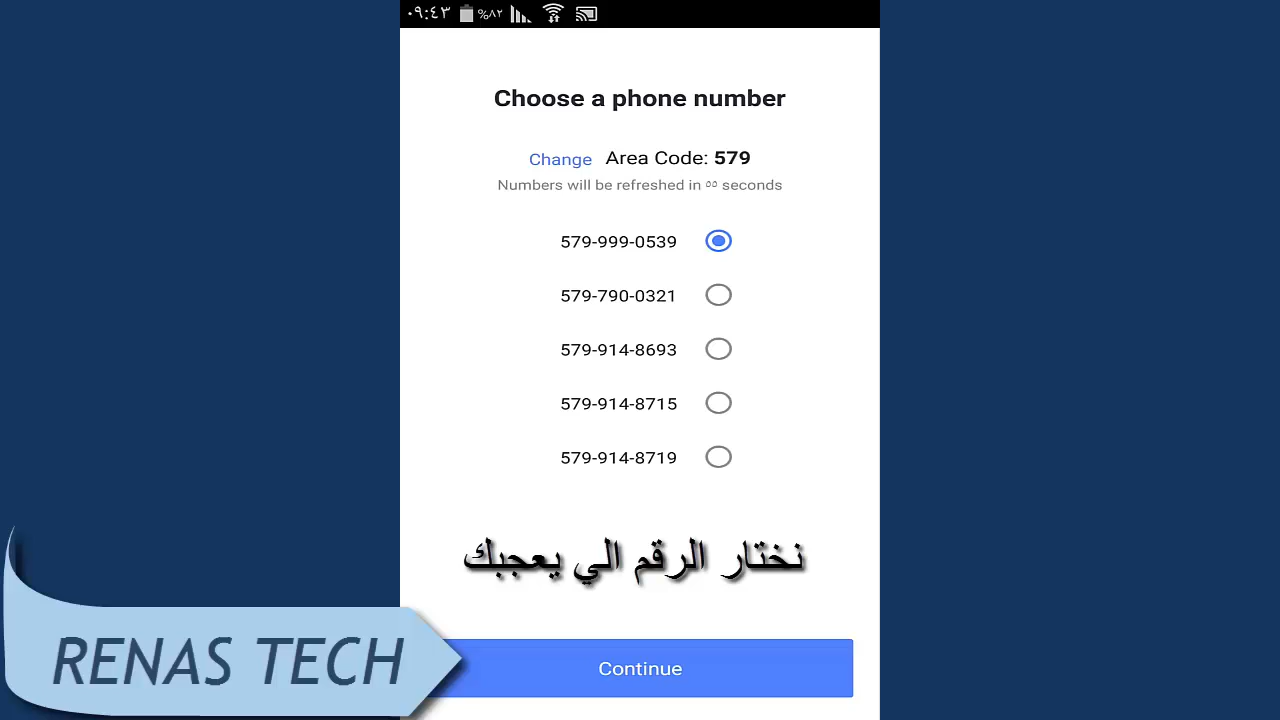 ٠٩:٤٣ %٨٢
Choose a phone number
Change Area Code: 579
Numbers will be refreshed in ٥٥ seconds
579-999-0539
579-790-0321
579-914-8693
579-914-8715
579-914-8719
نختار الرقم الي يعجبك
RENAS TECH
Continue